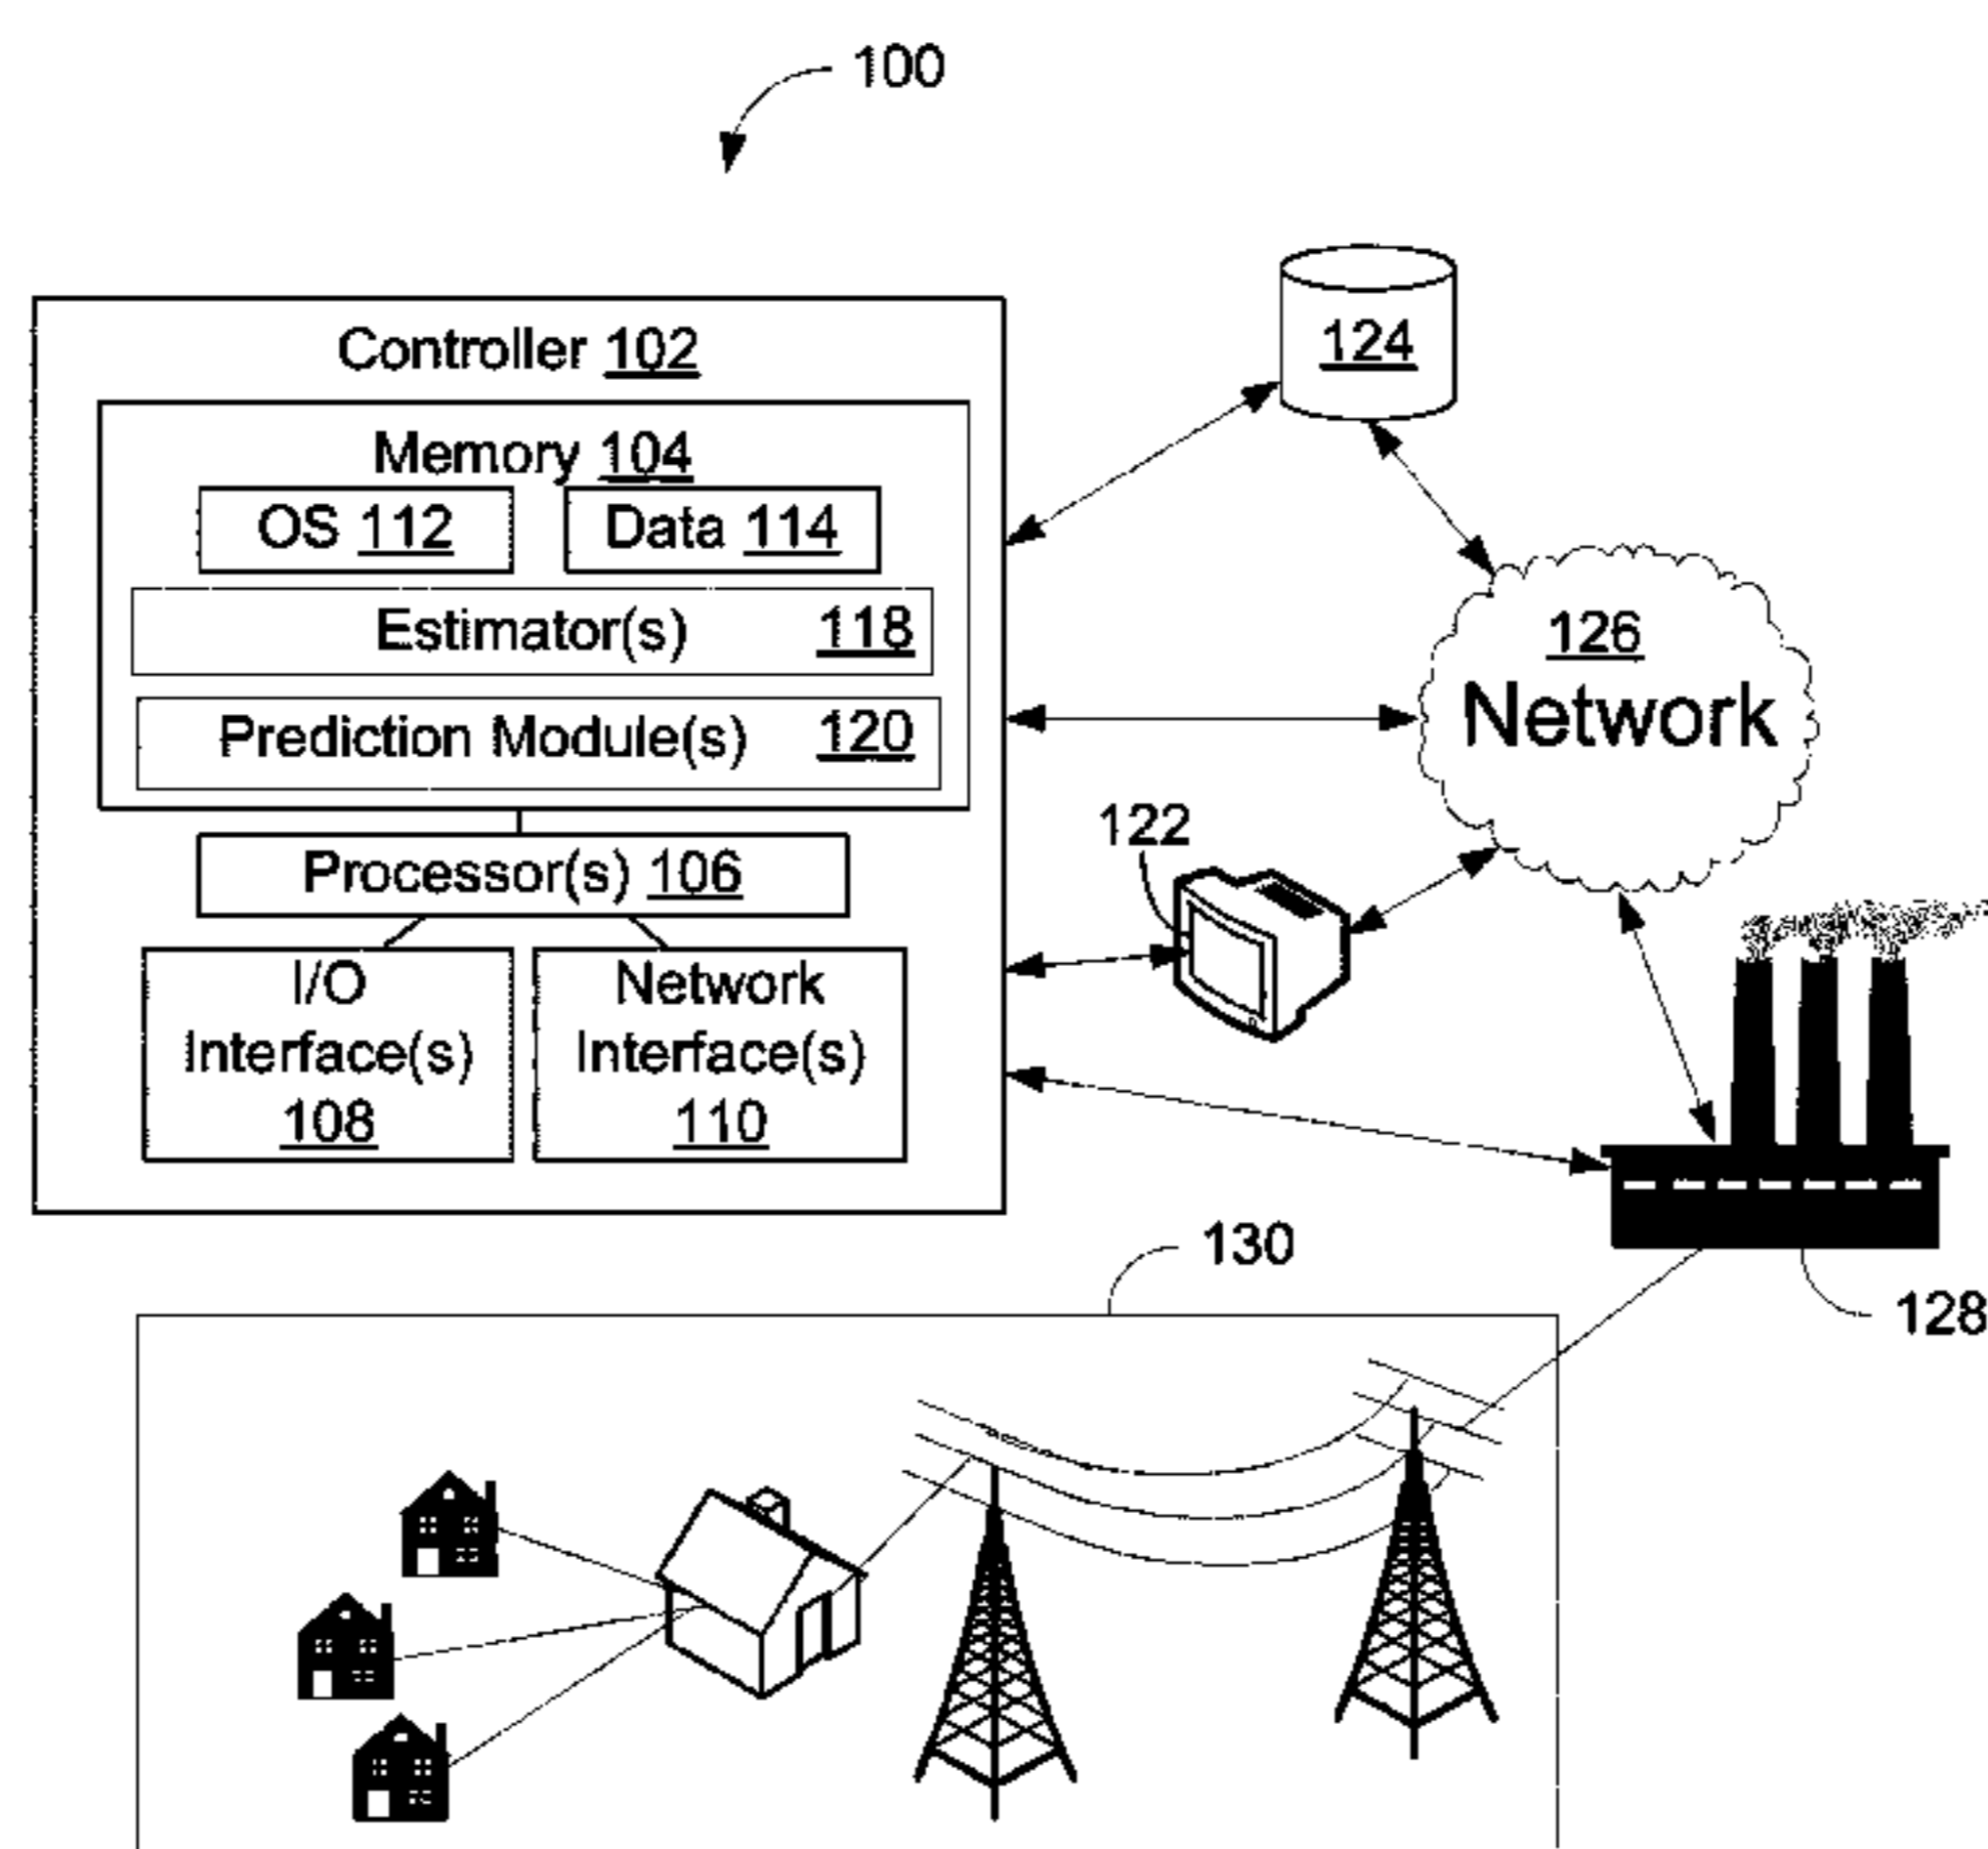 100
Controller 102
Memory 104
OS 112
Data 114
Estimator(s) 118
Prediction Module(s) 120
Processor(s) 106
I/O
Interface(s)
108
Network
Interface(s)
110
124
126
Network
122
128
130